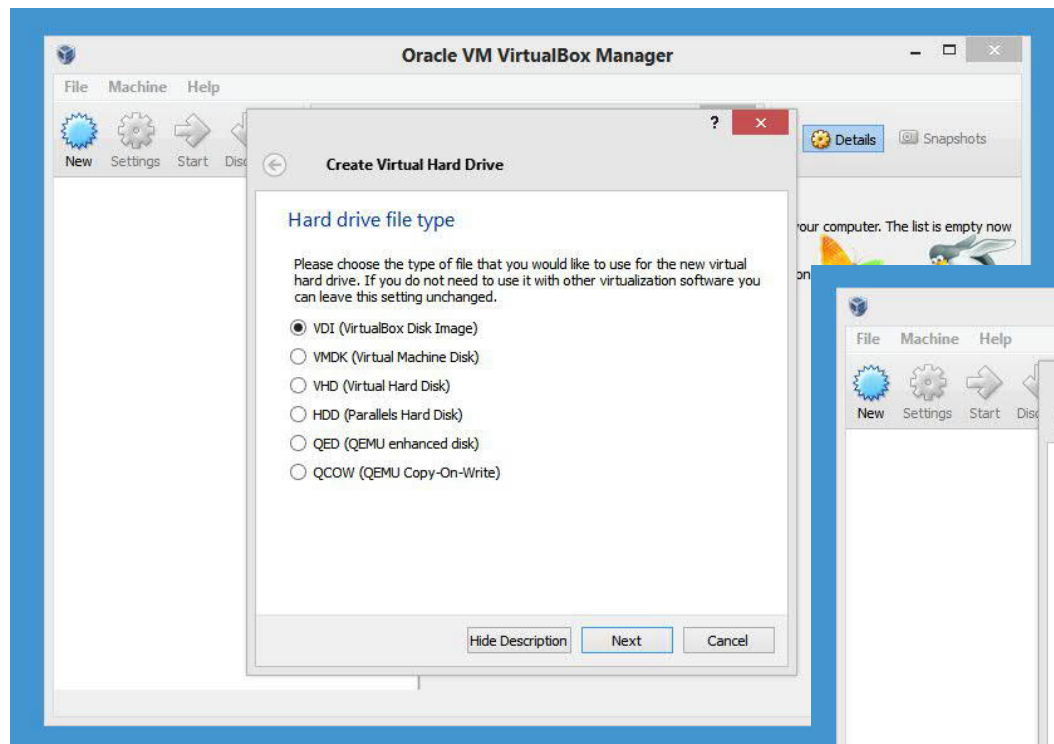 Oracle VM VirtualBox Manager
File Machine Help
New Settings Start Disc
Details Snapshots
? ×
Create Virtual Hard Drive
Hard drive file type
your computer. The list is empty now
Please choose the type of file that you would like to use for the new virtual
hard drive. If you do not need to use it with other virtualization software you
can leave this setting unchanged.
VDI (VirtualBox Disk Image)
VMDK (Virtual Machine Disk)
VHD (Virtual Hard Disk)
HDD (Parallels Hard Disk)
QED (QEMU enhanced disk)
QCOW (QEMU Copy-On-Write)
Hide Description Next Cancel
File Machine Help
New Settings Start Disc